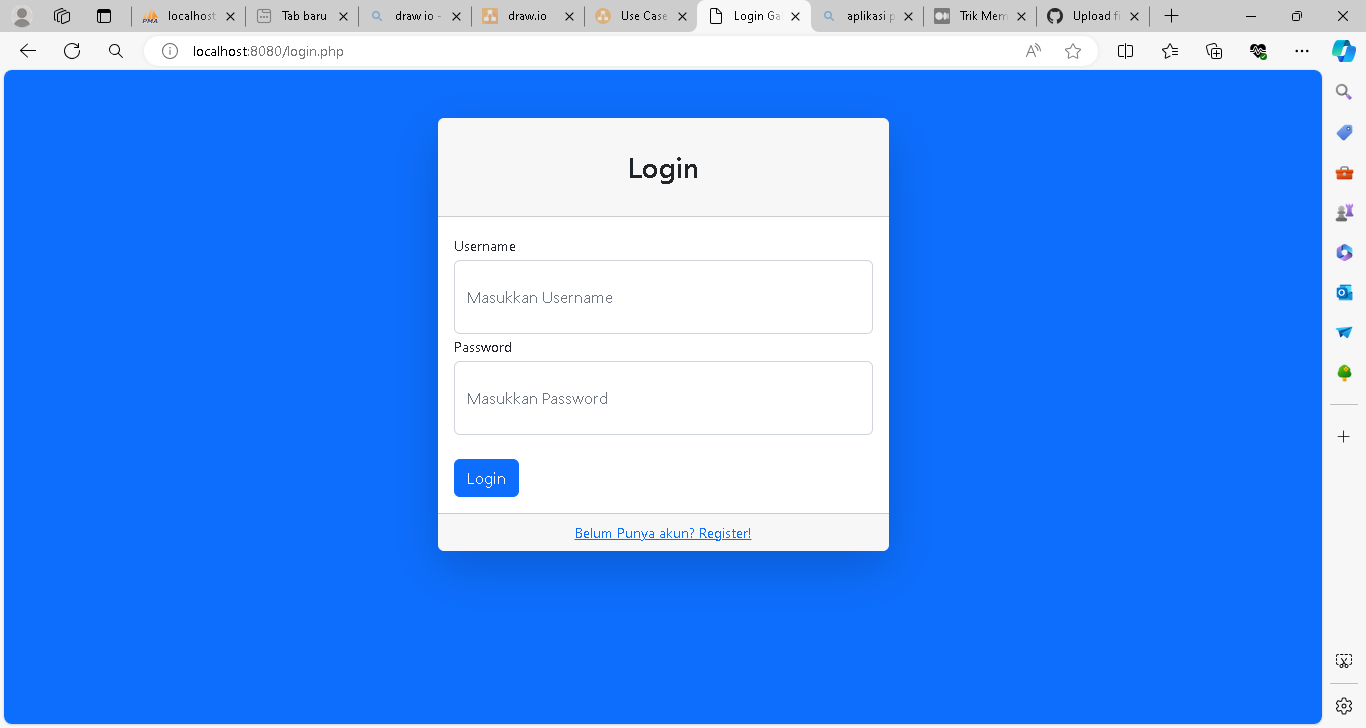 localhost
Tab baru
draw io -
draw.io
Use Case
Login Ga
aplikasi p
Trik Mem
Upload fi
localhost:8080/login.php
Login
Username
Masukkan Username
Password
Masukkan Password
Login
Belum Punya akun? Register!